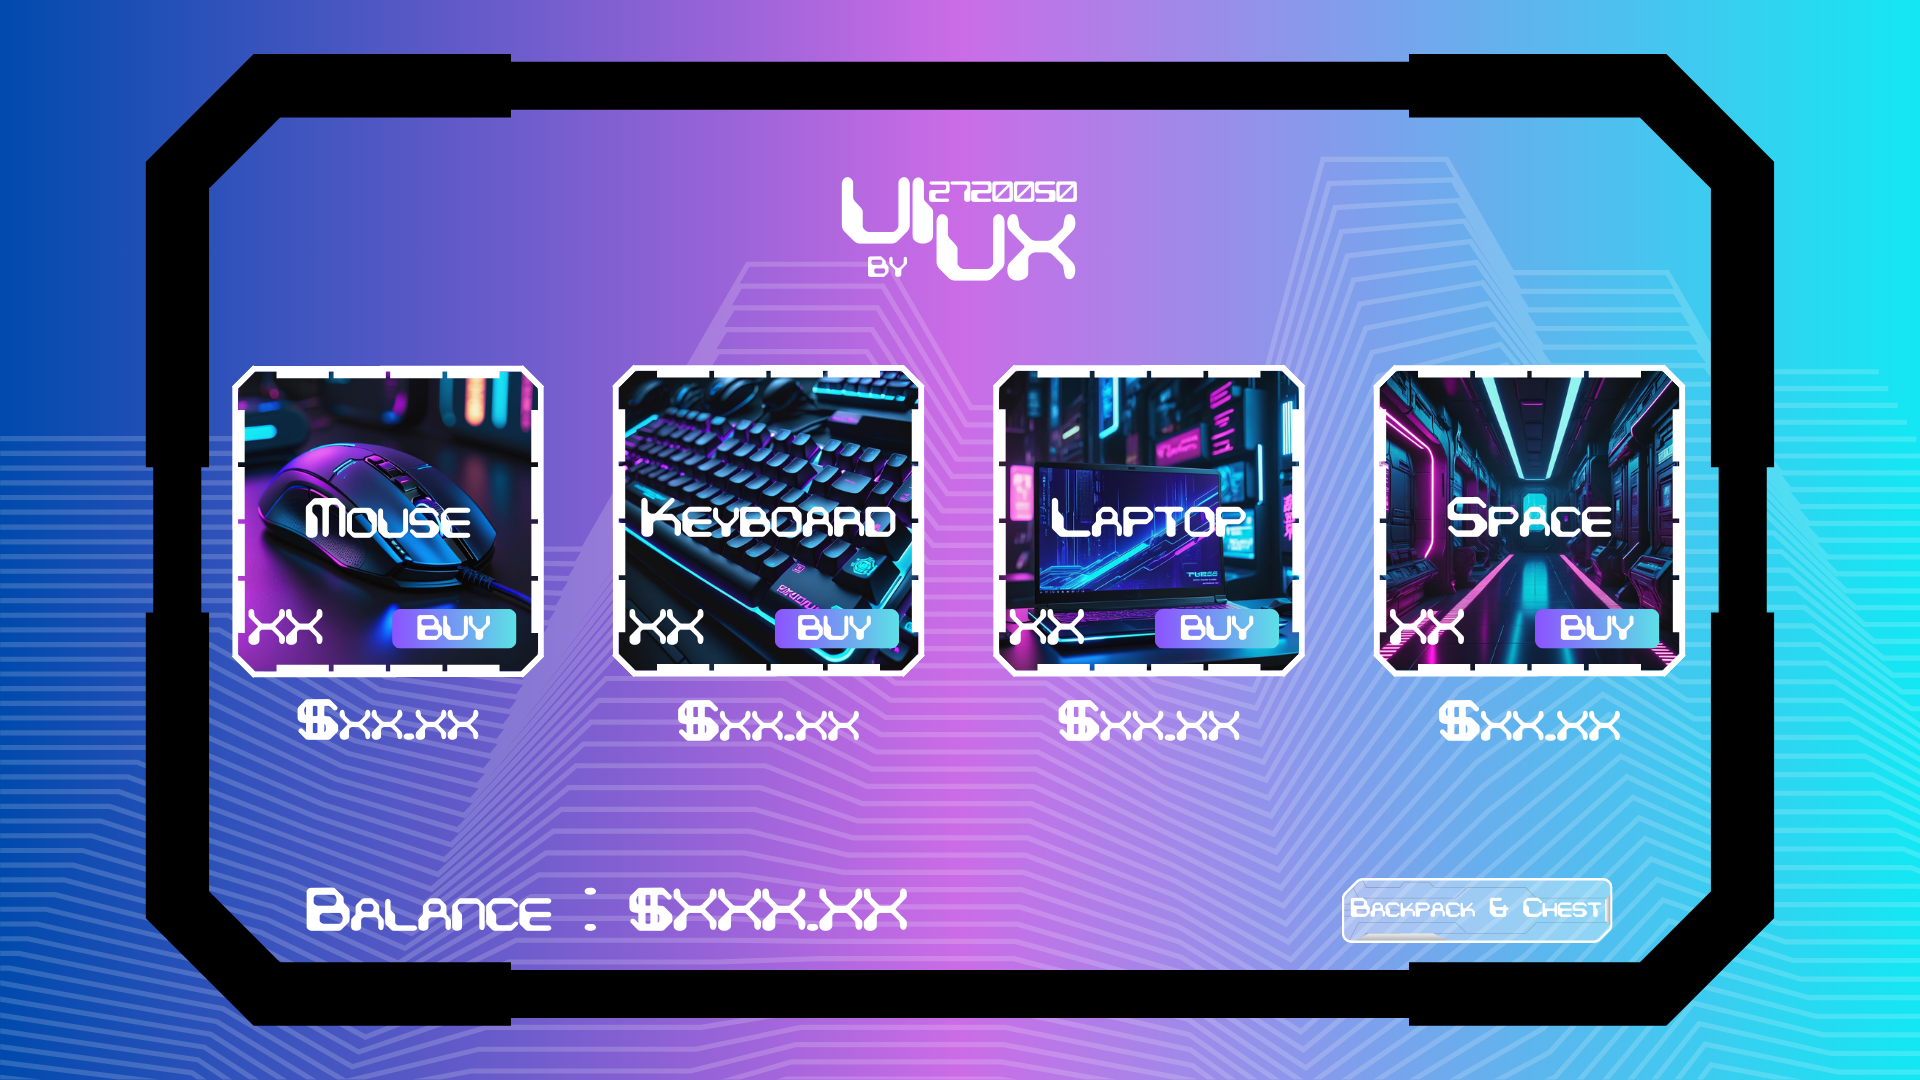 UI 2720050
BY UX
Mouse
XX BUY
$XX.XX
Keyboard
XX BUY
$XX.XX
Laptop
XX BUY
$XX.XX
Space
XX BUY
$XX.XX
Balance : $XXX.XX
Backpack & Chest